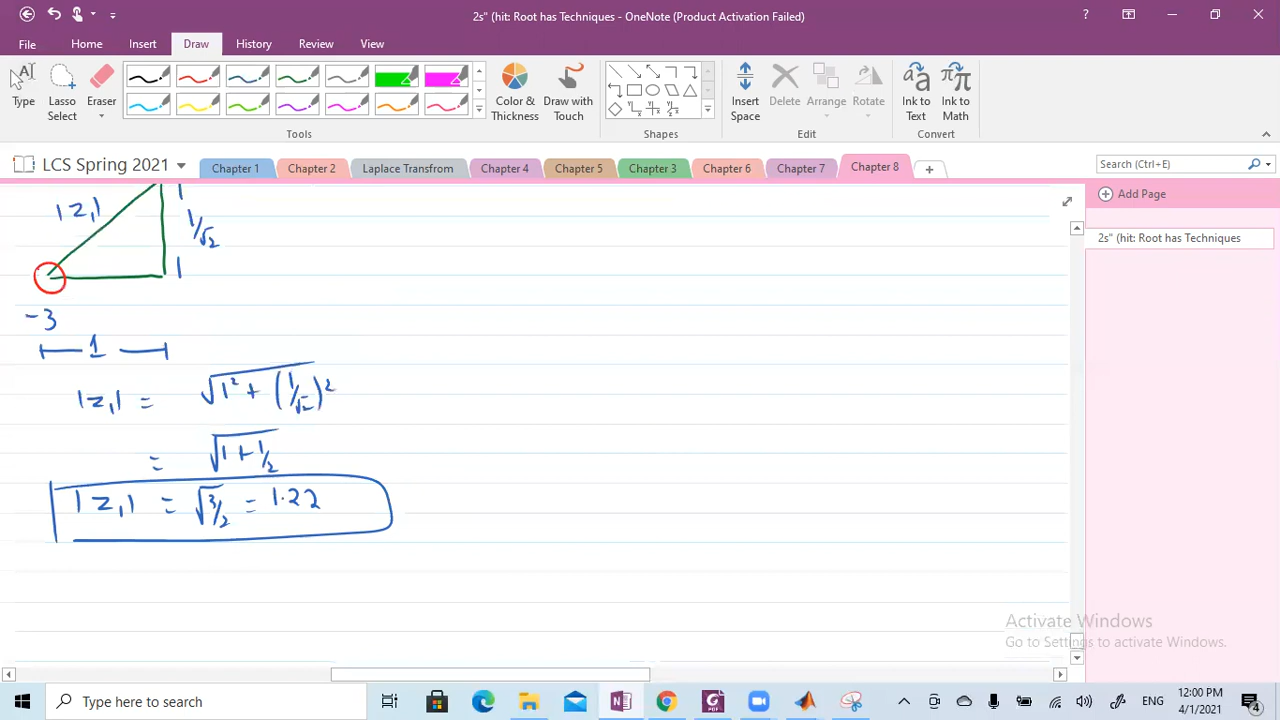 2s" (hit: Root has Techniques - OneNote (Product Activation Failed)
File Home Insert Draw History Review View
Type
Lasso Select
Eraser
Color & Thickness
Draw with Touch
Insert Space
Delete
Arrange
Rotate
Ink to Text
Ink to Math
Tools Shapes Edit Convert
LCS Spring 2021
Chapter 1 Chapter 2 Laplace Transfrom Chapter 4 Chapter 5 Chapter 3 Chapter 6 Chapter 7 Chapter 8
Search (Ctrl+E)
Add Page
2s" (hit: Root has Techniques
|z1| 1
1/√2
1
-3
1
|z1| = √1² + (1/√2)²
= √1 + 1/2
|z1| = √3/2 = 1.22
Activate Windows
Go to Settings to activate Windows.
Type here to search
ENG
12:00 PM
4/1/2021
4